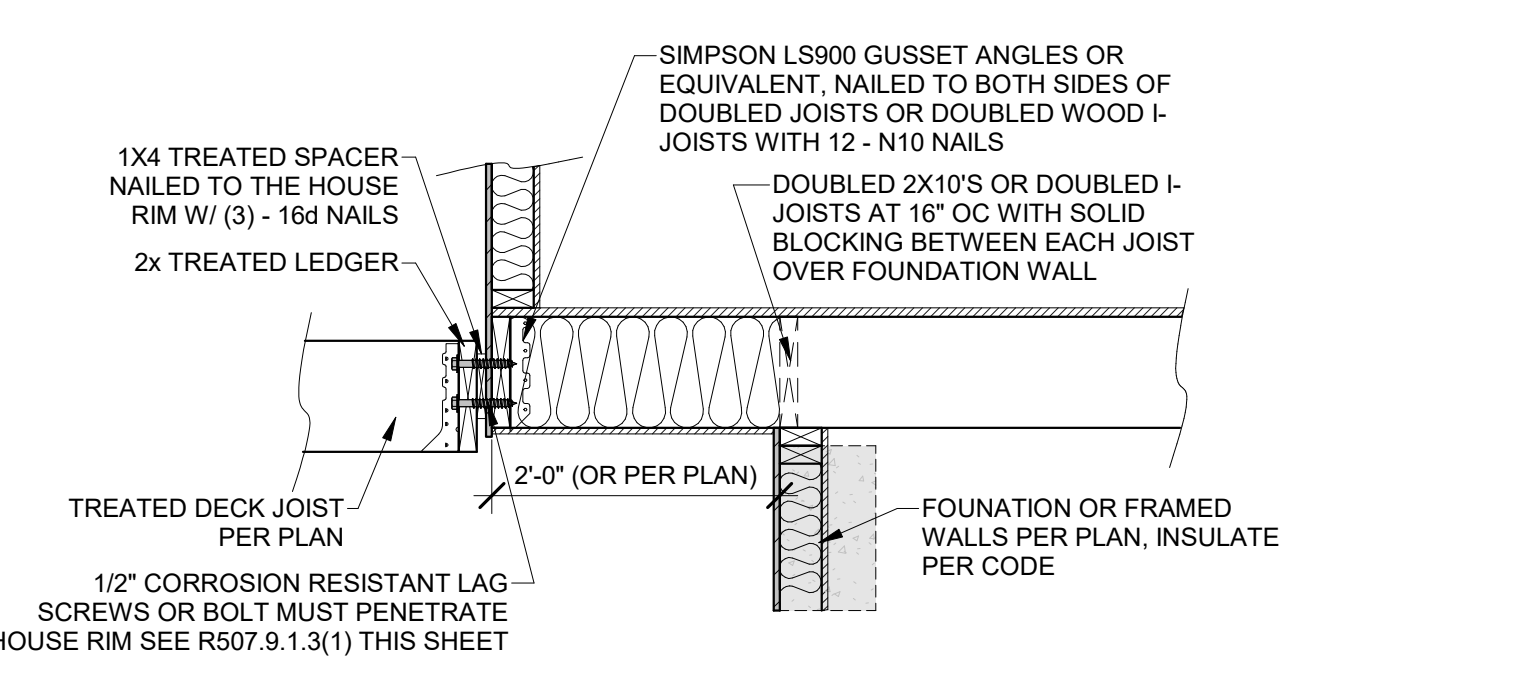 SIMPSON LS900 GUSSET ANGLES OR
EQUIVALENT, NAILED TO BOTH SIDES OF
DOUBLED JOISTS OR DOUBLED WOOD I-
JOISTS WITH 12 - N10 NAILS
1X4 TREATED SPACER
NAILED TO THE HOUSE
RIM W/ (3) - 16d NAILS
2x TREATED LEDGER
DOUBLED 2X10'S OR DOUBLED I-
JOISTS AT 16" OC WITH SOLID
BLOCKING BETWEEN EACH JOIST
OVER FOUNDATION WALL
2'-0" (OR PER PLAN)
TREATED DECK JOIST
PER PLAN
FOUNATION OR FRAMED
WALLS PER PLAN, INSULATE
PER CODE
1/2" CORROSION RESISTANT LAG
SCREWS OR BOLT MUST PENETRATE
HOUSE RIM SEE R507.9.1.3(1) THIS SHEET